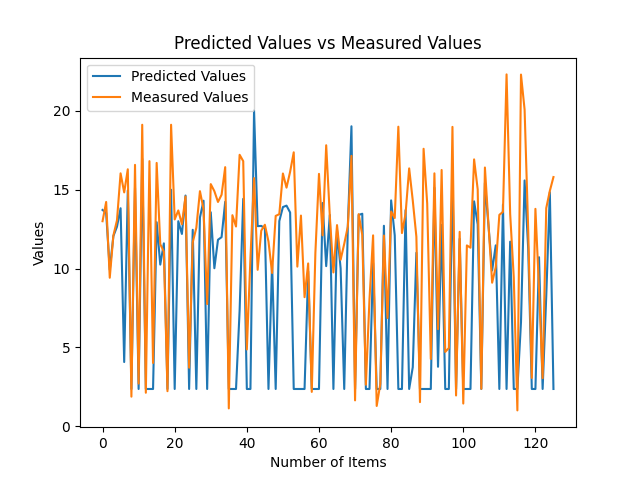 Predicted Values vs Measured Values
Predicted Values
Measured Values
Values
20
15
10
5
0
0 20 40 60 80 100 120
Number of Items